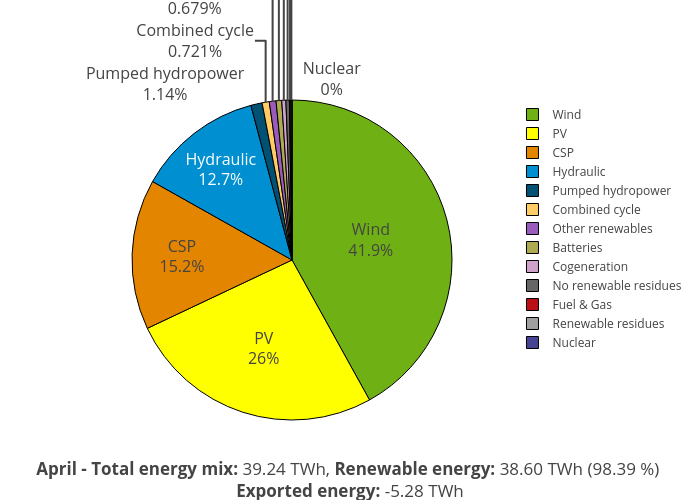 0.679%
Combined cycle
0.721%
Pumped hydropower
1.14%
Nuclear
0%
Hydraulic
12.7%
Wind
41.9%
CSP
15.2%
PV
26%
Wind
PV
CSP
Hydraulic
Pumped hydropower
Combined cycle
Other renewables
Batteries
Cogeneration
No renewable residues
Fuel & Gas
Renewable residues
Nuclear
April - Total energy mix: 39.24 TWh, Renewable energy: 38.60 TWh (98.39 %)
Exported energy: -5.28 TWh